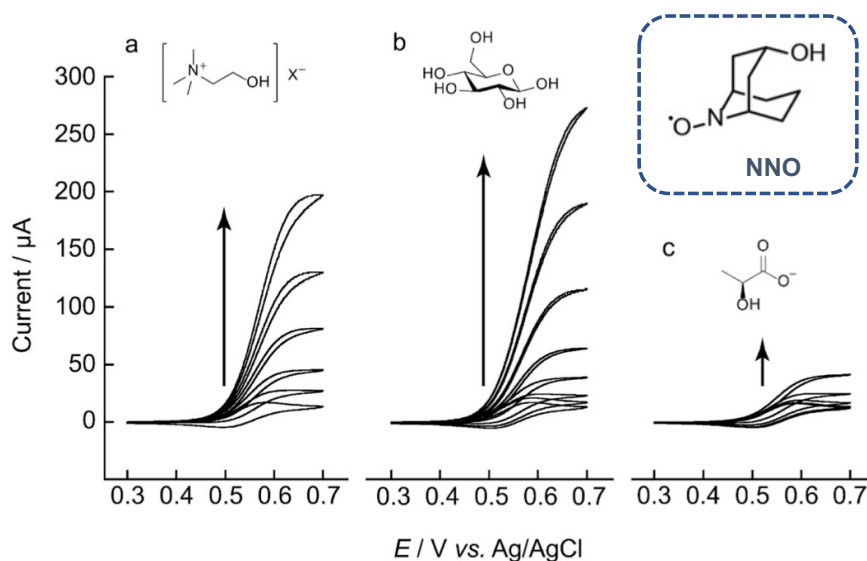 a
N⁺
OH
X⁻
b
OH
HO
O
HO
OH
OH
OH
·O
N
NNO
c
O
O⁻
OH
Current / µA
300
250
200
150
100
50
0
0.3 0.4 0.5 0.6 0.7
0.3 0.4 0.5 0.6 0.7
0.3 0.4 0.5 0.6 0.7
E / V vs. Ag/AgCl